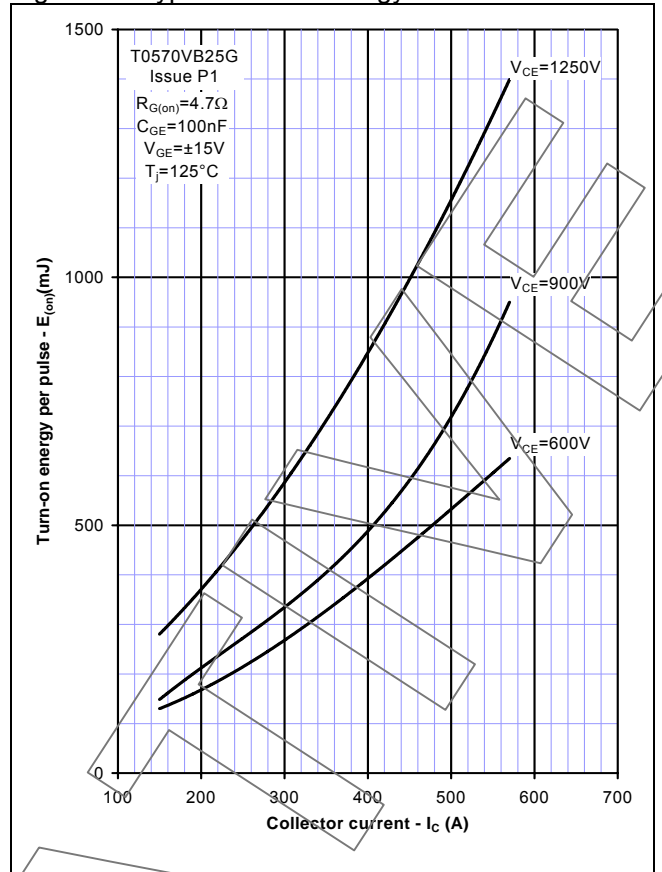 T0570VB25G
Issue P1
R_G(on)=4.7Ω
C_GE=100nF
V_GE=±15V
T_j=125°C
V_CE=1250V
V_CE=900V
V_CE=600V
Turn-on energy per pulse - E_(on)(mJ)
1500
1000
500
0
100 200 300 400 500 600 700
Collector current - I_C (A)